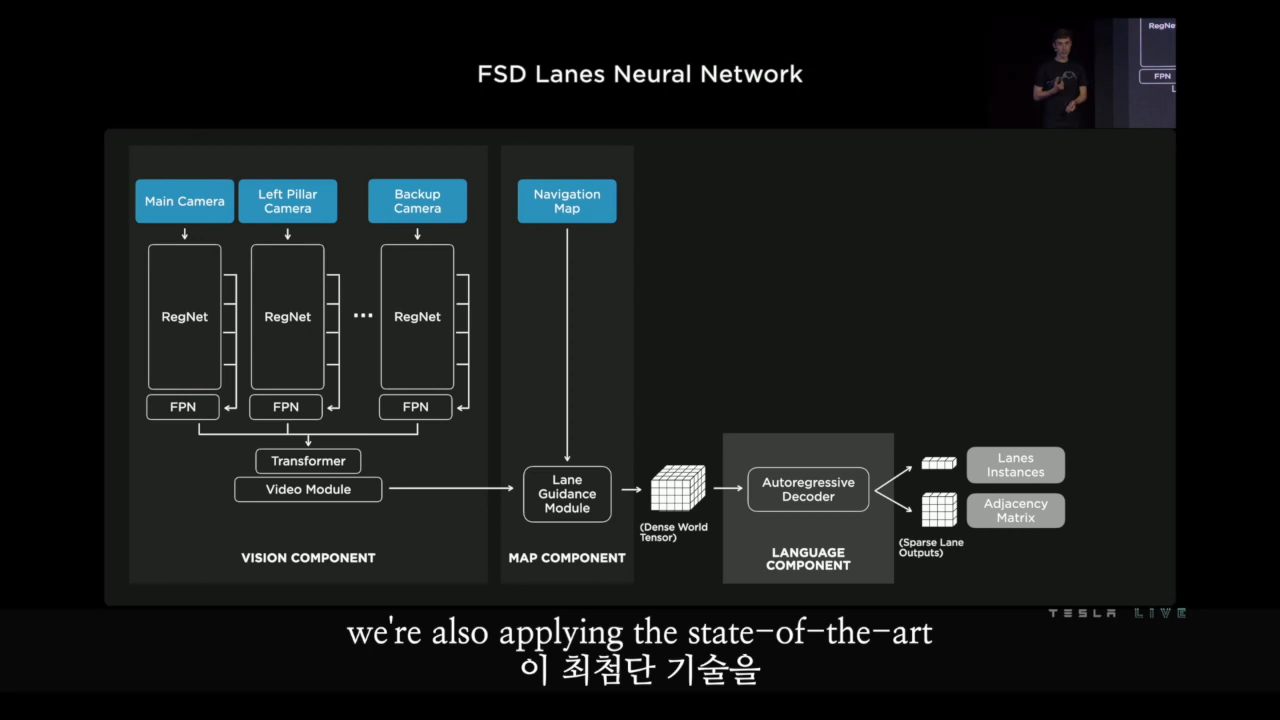 FSD Lanes Neural Network
RegNe
FPN
L
Main Camera
Left Pillar
Camera
Backup
Camera
Navigation
Map
RegNet
RegNet
...
RegNet
FPN
FPN
FPN
Transformer
Video Module
Lane
Guidance
Module
(Dense World
Tensor)
Autoregressive
Decoder
Lanes
Instances
Adjacency
Matrix
(Sparse Lane
Outputs)
VISION COMPONENT
MAP COMPONENT
LANGUAGE
COMPONENT
TESLA LIVE
we're also applying the state-of-the-art
이 최첨단 기술을